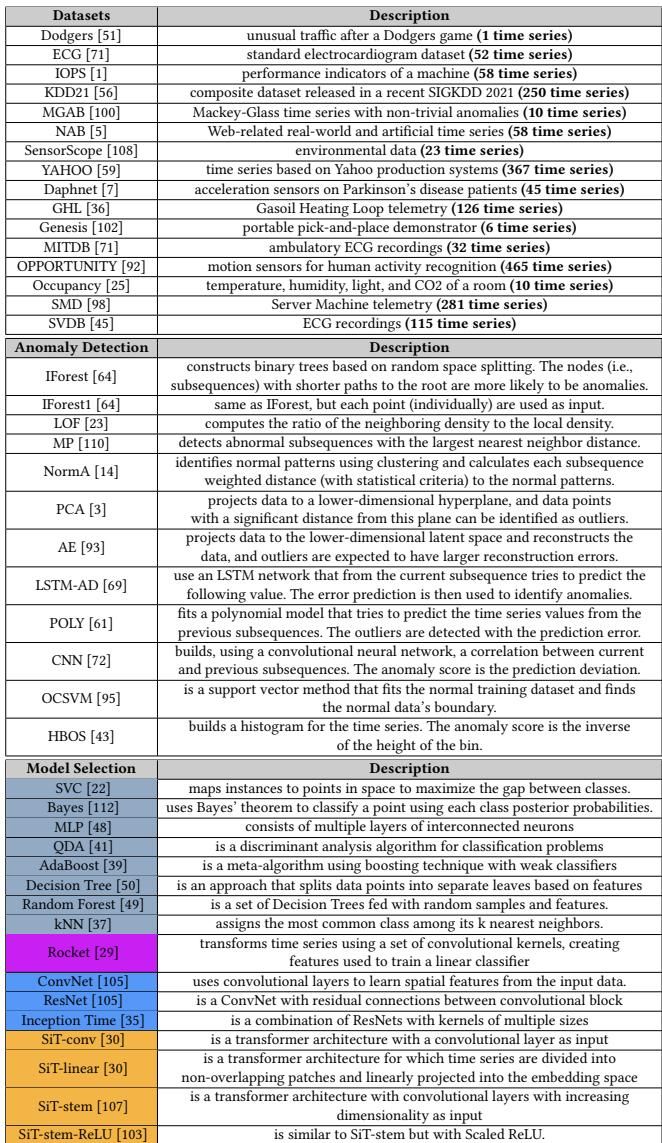 Datasets Description
Dodgers [51] unusual traffic after a Dodgers game (1 time series)
ECG [71] standard electrocardiogram dataset (52 time series)
IOPS [1] performance indicators of a machine (58 time series)
KDD21 [56] composite dataset released in a recent SIGKDD 2021 (250 time series)
MGAB [100] Mackey-Glass time series with non-trivial anomalies (10 time series)
NAB [5] Web-related real-world and artificial time series (58 time series)
SensorScope [108] environmental data (23 time series)
YAHOO [59] time series based on Yahoo production systems (367 time series)
Daphnet [7] acceleration sensors on Parkinson's disease patients (45 time series)
GHL [36] Gasoil Heating Loop telemetry (126 time series)
Genesis [102] portable pick-and-place demonstrator (6 time series)
MITDB [71] ambulatory ECG recordings (32 time series)
OPPORTUNITY [92] motion sensors for human activity recognition (465 time series)
Occupancy [25] temperature, humidity, light, and CO2 of a room (10 time series)
SMD [98] Server Machine telemetry (281 time series)
SVDB [45] ECG recordings (115 time series)
Anomaly Detection Description
IForest [64] constructs binary trees based on random space splitting. The nodes (i.e.,
subsequences) with shorter paths to the root are more likely to be anomalies.
IForest1 [64] same as IForest, but each point (individually) are used as input.
LOF [23] computes the ratio of the neighboring density to the local density.
MP [110] detects abnormal subsequences with the largest nearest neighbor distance.
NormA [14] identifies normal patterns using clustering and calculates each subsequence
weighted distance (with statistical criteria) to the normal patterns.
PCA [3] projects data to a lower-dimensional hyperplane, and data points
with a significant distance from this plane can be identified as outliers.
AE [93] projects data to the lower-dimensional latent space and reconstructs the
data, and outliers are expected to have larger reconstruction errors.
LSTM-AD [69] use an LSTM network that from the current subsequence tries to predict the
following value. The error prediction is then used to identify anomalies.
POLY [61] fits a polynomial model that tries to predict the time series values from the
previous subsequences. The outliers are detected with the prediction error.
CNN [72] builds, using a convolutional neural network, a correlation between current
and previous subsequences. The anomaly score is the prediction deviation.
OCSVM [95] is a support vector method that fits the normal training dataset and finds
the normal data's boundary.
HBOS [43] builds a histogram for the time series. The anomaly score is the inverse
of the height of the bin.
Model Selection Description
SVC [22] maps instances to points in space to maximize the gap between classes.
Bayes [112] uses Bayes' theorem to classify a point using each class posterior probabilities.
MLP [48] consists of multiple layers of interconnected neurons
QDA [41] is a discriminant analysis algorithm for classification problems
AdaBoost [39] is a meta-algorithm using boosting technique with weak classifiers
Decision Tree [50] is an approach that splits data points into separate leaves based on features
Random Forest [49] is a set of Decision Trees fed with random samples and features.
kNN [37] assigns the most common class among its k nearest neighbors.
Rocket [29] transforms time series using a set of convolutional kernels, creating
features used to train a linear classifier
ConvNet [105] uses convolutional layers to learn spatial features from the input data.
ResNet [105] is a ConvNet with residual connections between convolutional block
Inception Time [35] is a combination of ResNets with kernels of multiple sizes
SiT-conv [30] is a transformer architecture with a convolutional layer as input
SiT-linear [30] is a transformer architecture for which time series are divided into
non-overlapping patches and linearly projected into the embedding space
SiT-stem [107] is a transformer architecture with convolutional layers with increasing
dimensionality as input
SiT-stem-ReLU [103] is similar to SiT-stem but with Scaled ReLU.